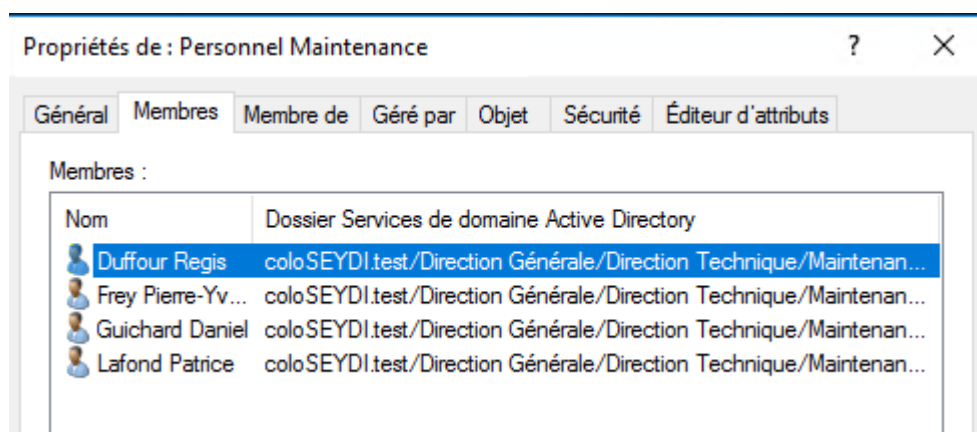 Propriétés de : Personnel Maintenance ? ×
Général Membres Membre de Géré par Objet Sécurité Éditeur d'attributs
Membres :
Nom Dossier Services de domaine Active Directory
Duffour Regis coloSEYDI.test/Direction Générale/Direction Technique/Maintenan...
Frey Pierre-Yv... coloSEYDI.test/Direction Générale/Direction Technique/Maintenan...
Guichard Daniel coloSEYDI.test/Direction Générale/Direction Technique/Maintenan...
Lafond Patrice coloSEYDI.test/Direction Générale/Direction Technique/Maintenan...